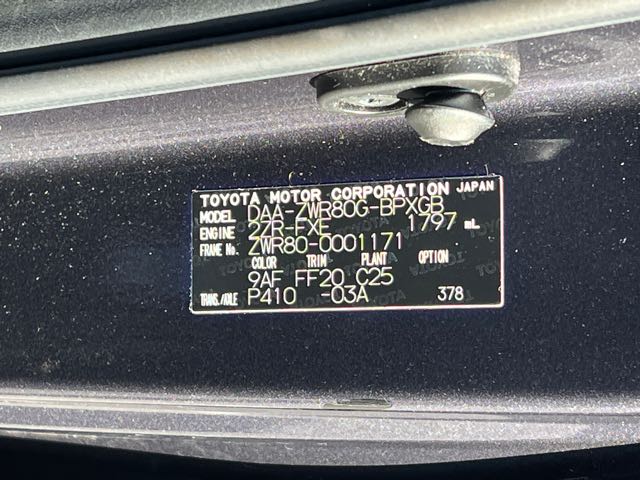 TOYOTA MOTOR CORPORATION JAPAN
MODEL DAA-ZWR80G-BPXGB
ENGINE 2ZR-FXE 1797 mL
FRAME No. ZWR80-0001171
COLOR TRIM PLANT OPTION
9AF FF20 C25
TRANS./AXLE P410 -03A 378